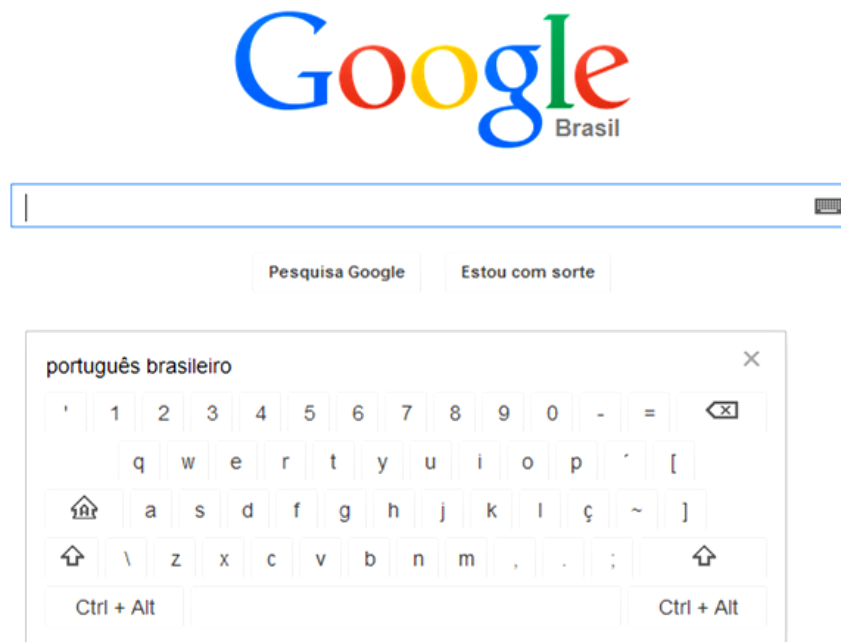 Google
Brasil
Pesquisa Google Estou com sorte
português brasileiro
' 1 2 3 4 5 6 7 8 9 0 - =
q w e r t y u i o p ´ [
a s d f g h j k l ç ~ ]
\ z x c v b n m , . ;
Ctrl + Alt Ctrl + Alt